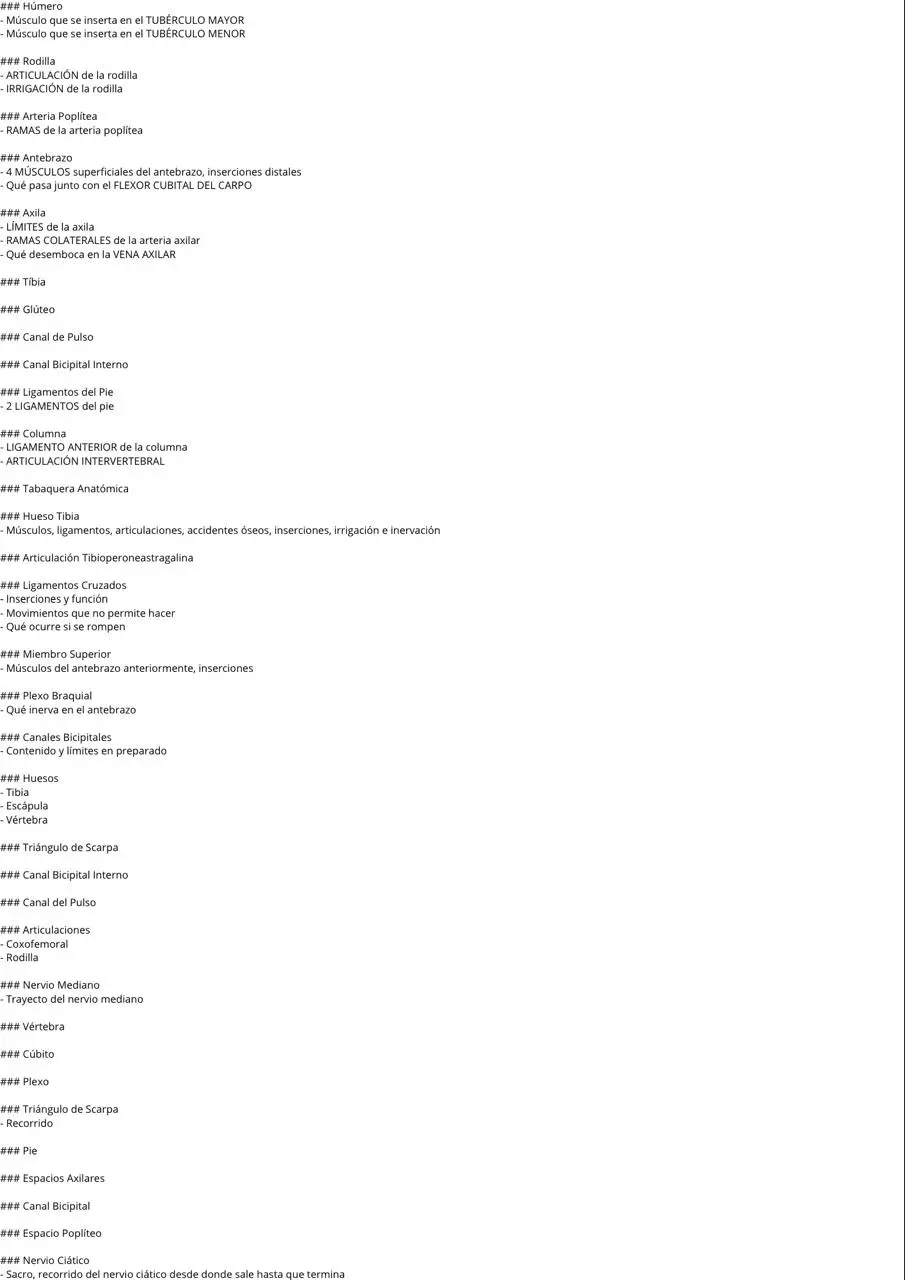 ### Húmero
- Músculo que se inserta en el TUBÉRCULO MAYOR
- Músculo que se inserta en el TUBÉRCULO MENOR
### Rodilla
- ARTICULACIÓN de la rodilla
- IRRIGACIÓN de la rodilla
### Arteria Poplítea
- RAMAS de la arteria poplítea
### Antebrazo
- 4 MÚSCULOS superficiales del antebrazo, inserciones distales
- Qué pasa junto con el FLEXOR CUBITAL DEL CARPO
### Axila
- LÍMITES de la axila
- RAMAS COLATERALES de la arteria axilar
- Qué desemboca en la VENA AXILAR
### Tíbia
### Glúteo
### Canal de Pulso
### Canal Bicipital Interno
### Ligamentos del Pie
- 2 LIGAMENTOS del pie
### Columna
- LIGAMENTO ANTERIOR de la columna
- ARTICULACIÓN INTERVERTEBRAL
### Tabaquera Anatómica
### Hueso Tibia
- Músculos, ligamentos, articulaciones, accidentes óseos, inserciones, irrigación e inervación
### Articulación Tibioperoneastragalina
### Ligamentos Cruzados
- Inserciones y función
- Movimientos que no permite hacer
- Qué ocurre si se rompen
### Miembro Superior
- Músculos del antebrazo anteriormente, inserciones
### Plexo Braquial
- Qué inerva en el antebrazo
### Canales Bicipitales
- Contenido y límites en preparado
### Huesos
- Tibia
- Escápula
- Vértebra
### Triángulo de Scarpa
### Canal Bicipital Interno
### Canal del Pulso
### Articulaciones
- Coxofemoral
- Rodilla
### Nervio Mediano
- Trayecto del nervio mediano
### Vértebra
### Cúbito
### Plexo
### Triángulo de Scarpa
- Recorrido
### Pie
### Espacios Axilares
### Canal Bicipital
### Espacio Poplíteo
### Nervio Ciático
- Sacro, recorrido del nervio ciático desde donde sale hasta que termina